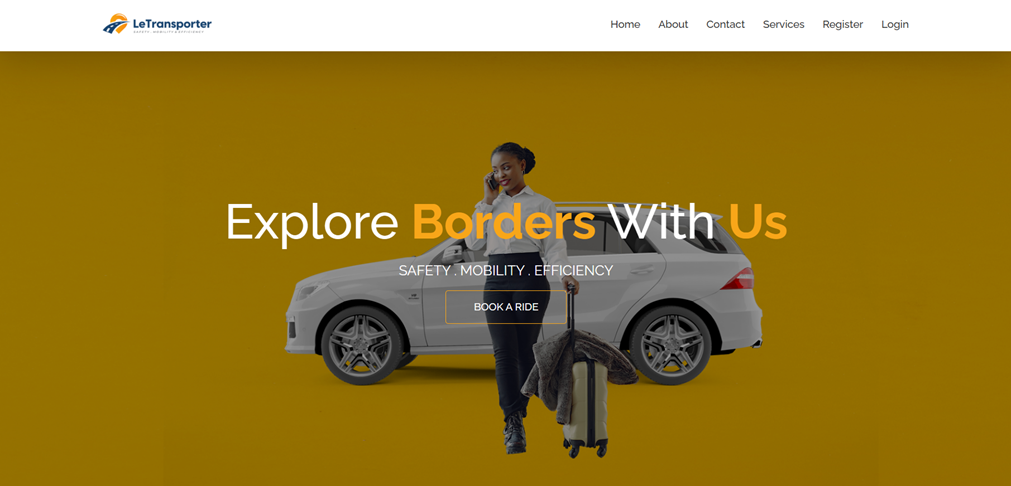 LeTransporter
SAFETY . MOBILITY & EFFICIENCY
Home About Contact Services Register Login
Explore Borders With Us
SAFETY . MOBILITY . EFFICIENCY
BOOK A RIDE